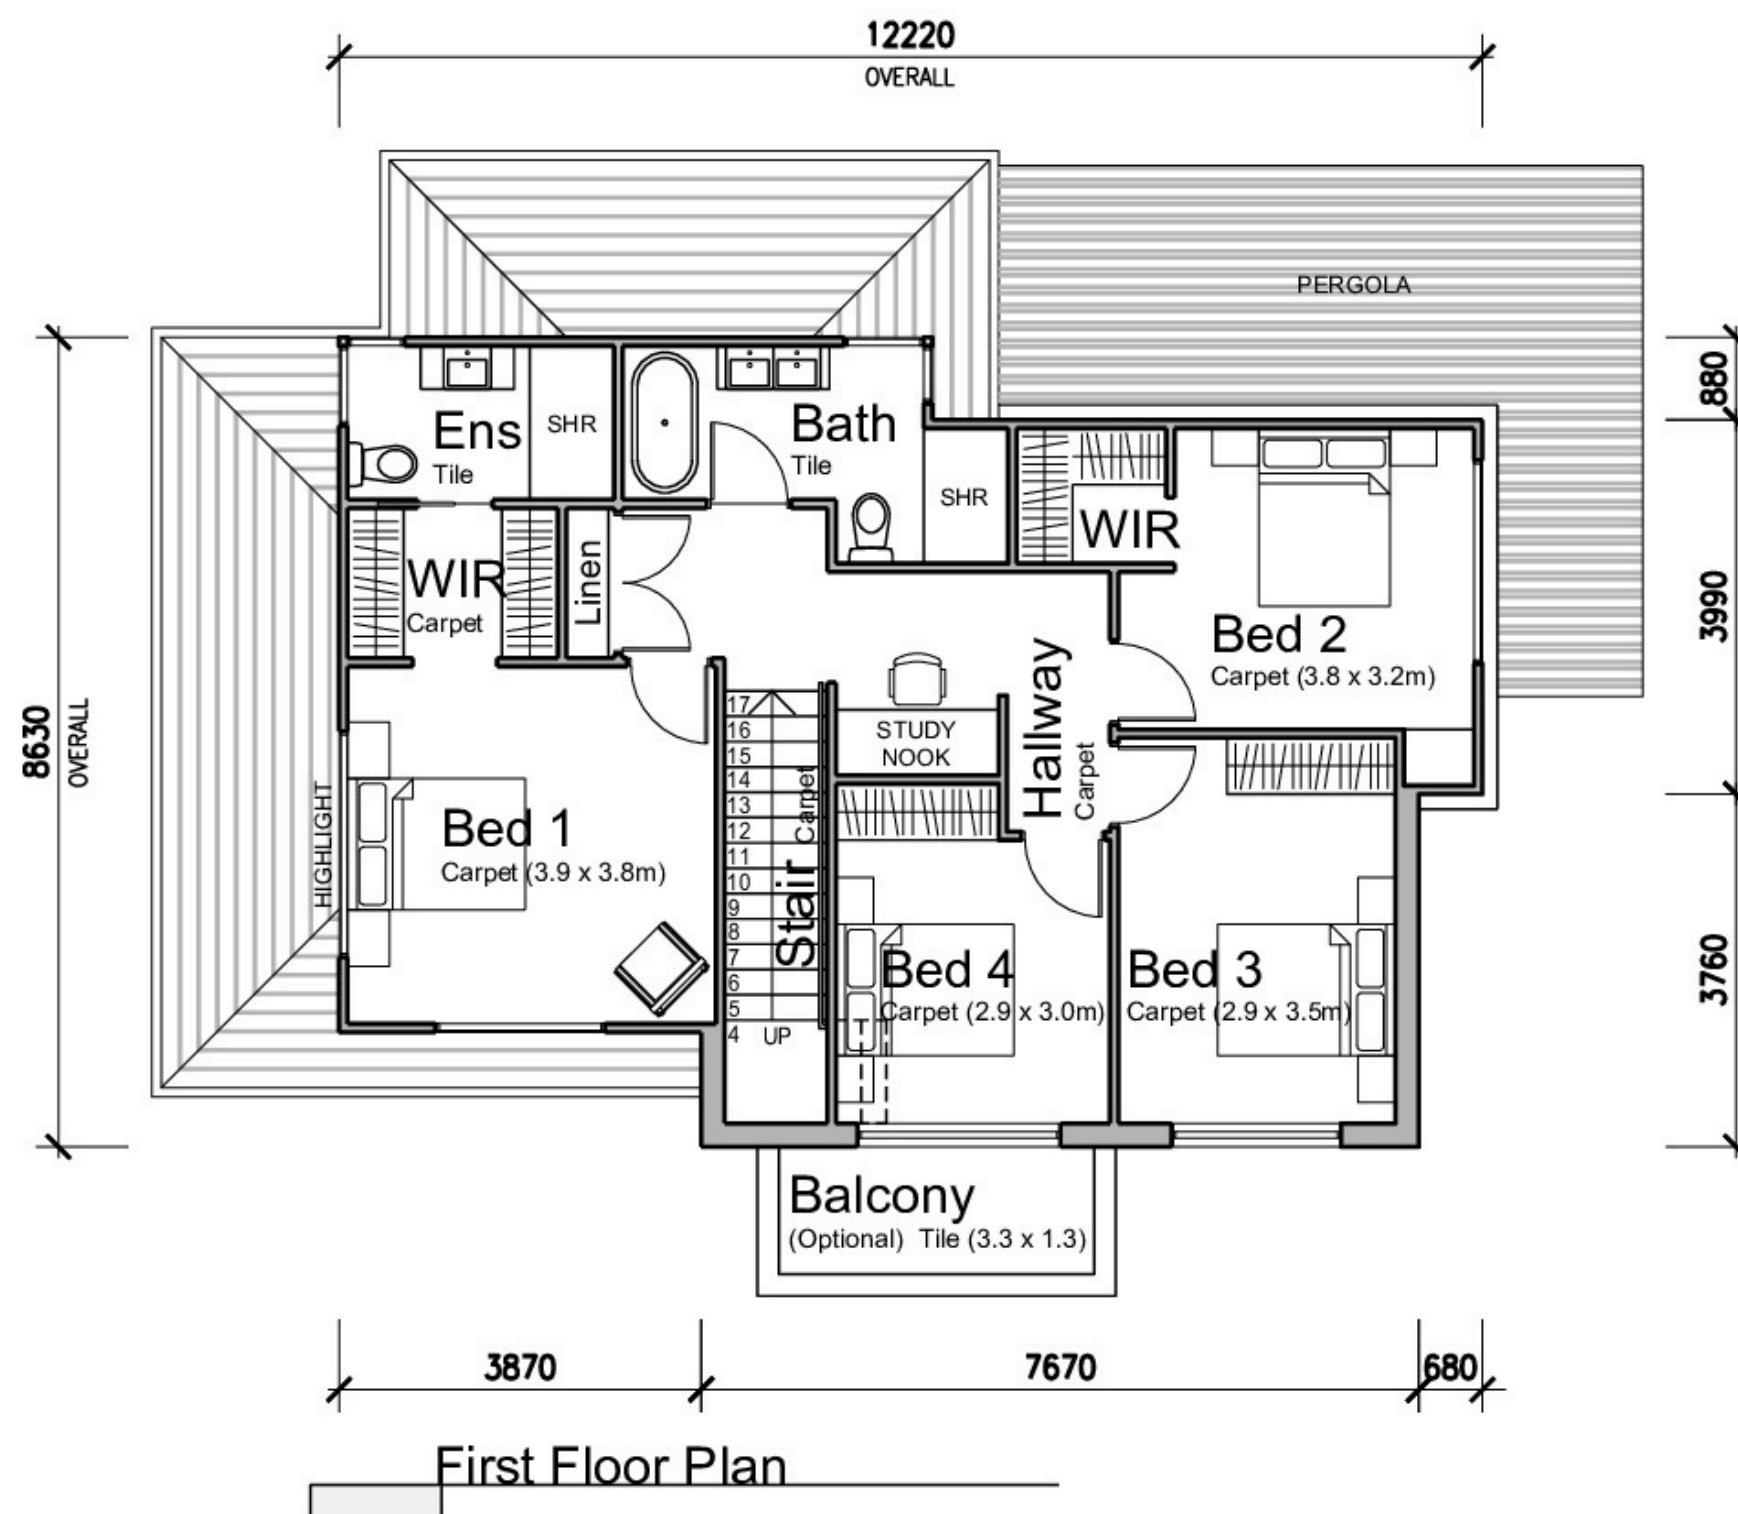 12220
OVERALL
PERGOLA
880
Ens
Tile
SHR
Bath
Tile
SHR
WIR
WIR
Carpet
Linen
Bed 2
Carpet (3.8 x 3.2m)
3990
8630
OVERALL
HIGHLIGHT
Bed 1
Carpet (3.9 x 3.8m)
17
16
15
14
13
12
11
10
9
8
7
6
5
4
UP
Stair
Carpet
STUDY
NOOK
Hallway
Carpet
Bed 4
Carpet (2.9 x 3.0m)
Bed 3
Carpet (2.9 x 3.5m)
3760
Balcony
(Optional) Tile (3.3 x 1.3)
3870
7670
680
First Floor Plan